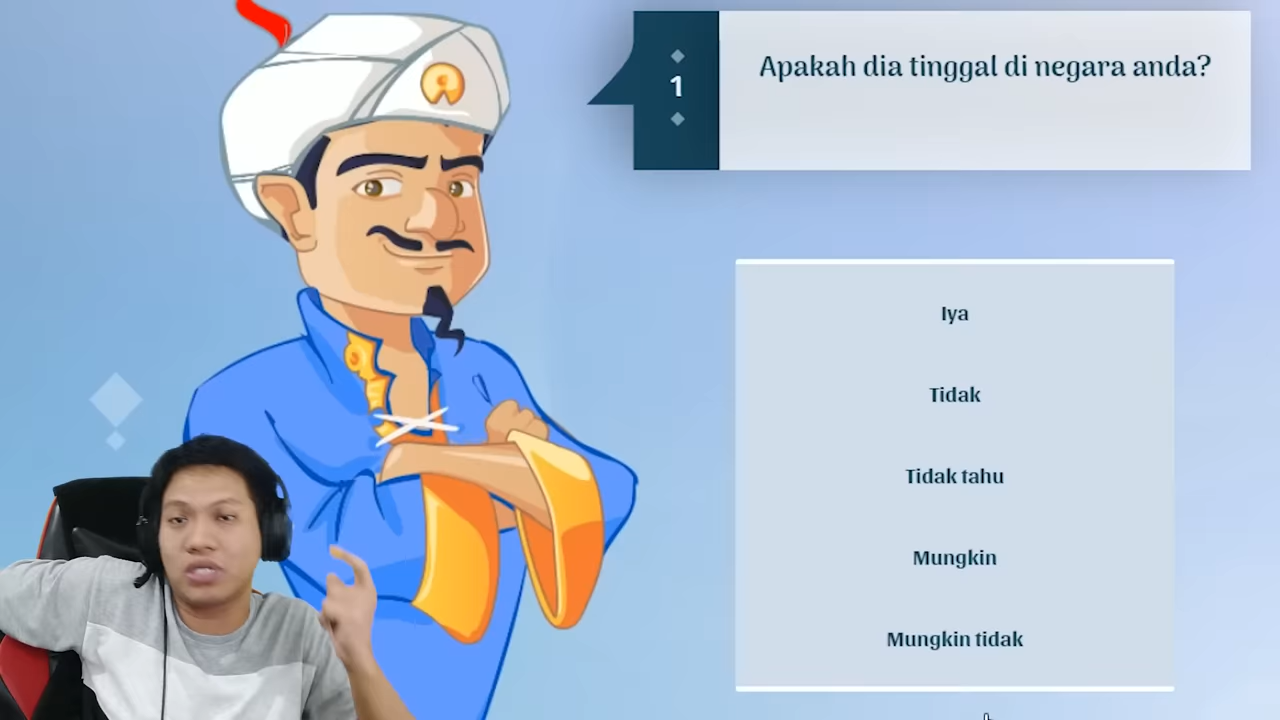 1
Apakah dia tinggal di negara anda?
Iya
Tidak
Tidak tahu
Mungkin
Mungkin tidak